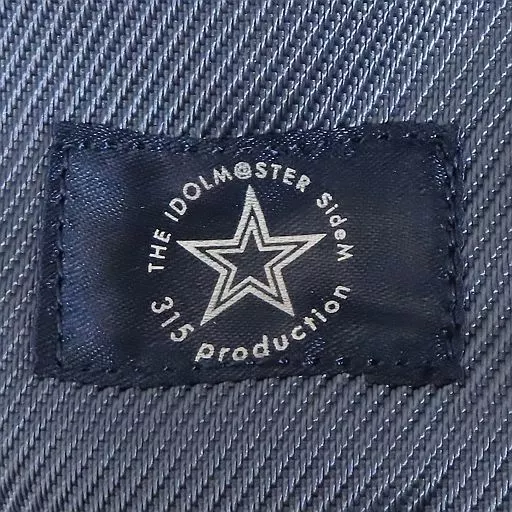 THE IDOLM@STER SideM
315 production